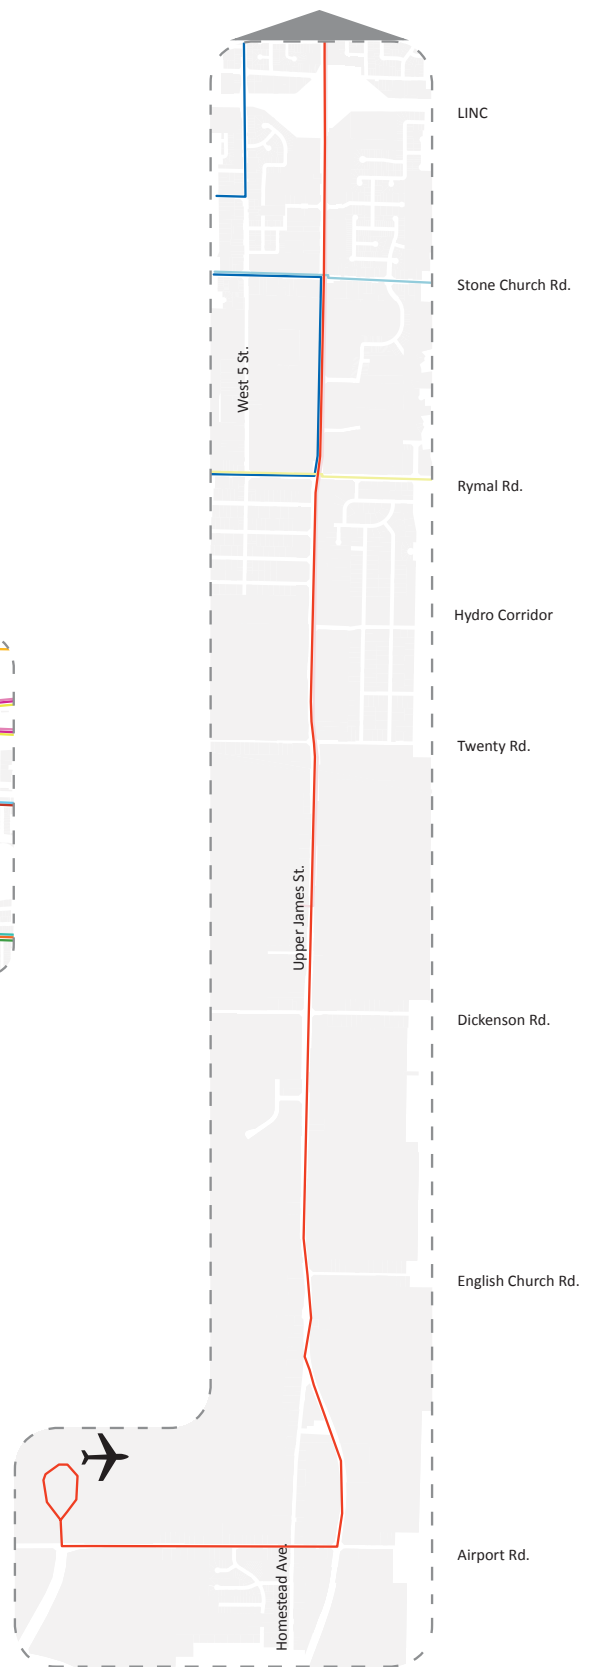 LINC
Stone Church Rd.
West 5 St.
Rymal Rd.
Hydro Corridor
Twenty Rd.
Upper James St.
Dickenson Rd.
English Church Rd.
Airport Rd.
Homestead Ave.